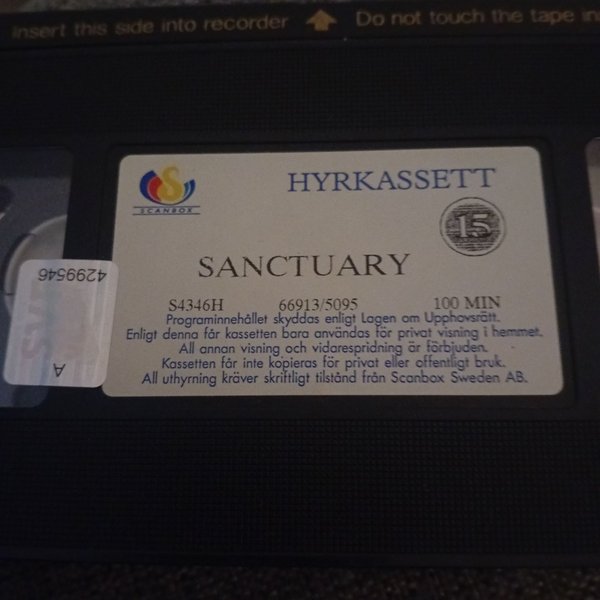 Insert this side into recorder Do not touch the tape
SCANBOX
HYRKASSETT
15
SANCTUARY
S4346H 66913/5095 100 MIN
Programinnehållet skyddas enligt Lagen om Upphovsrätt.
Enligt denna får kassetten bara användas för privat visning i hemmet.
All annan visning och vidarespridning är förbjuden.
Kassetten får inte kopieras för privat eller offentligt bruk.
All uthyrning kräver skriftligt tilstånd från Scanbox Sweden AB.
4299546
A